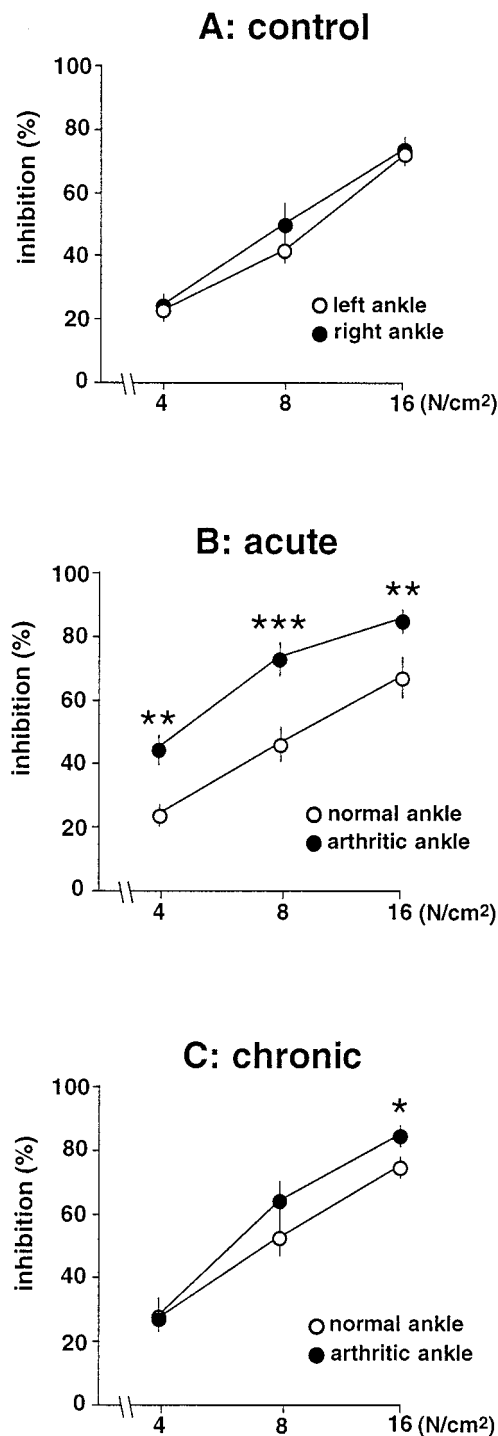 A: control
100
80
60
40
20
0
inhibition (%)
left ankle
right ankle
4 8 16 (N/cm²)
B: acute
100
80
60
40
20
0
inhibition (%)
** *** **
normal ankle
arthritic ankle
4 8 16 (N/cm²)
C: chronic
100
80
60
40
20
0
inhibition (%)
*
normal ankle
arthritic ankle
4 8 16 (N/cm²)